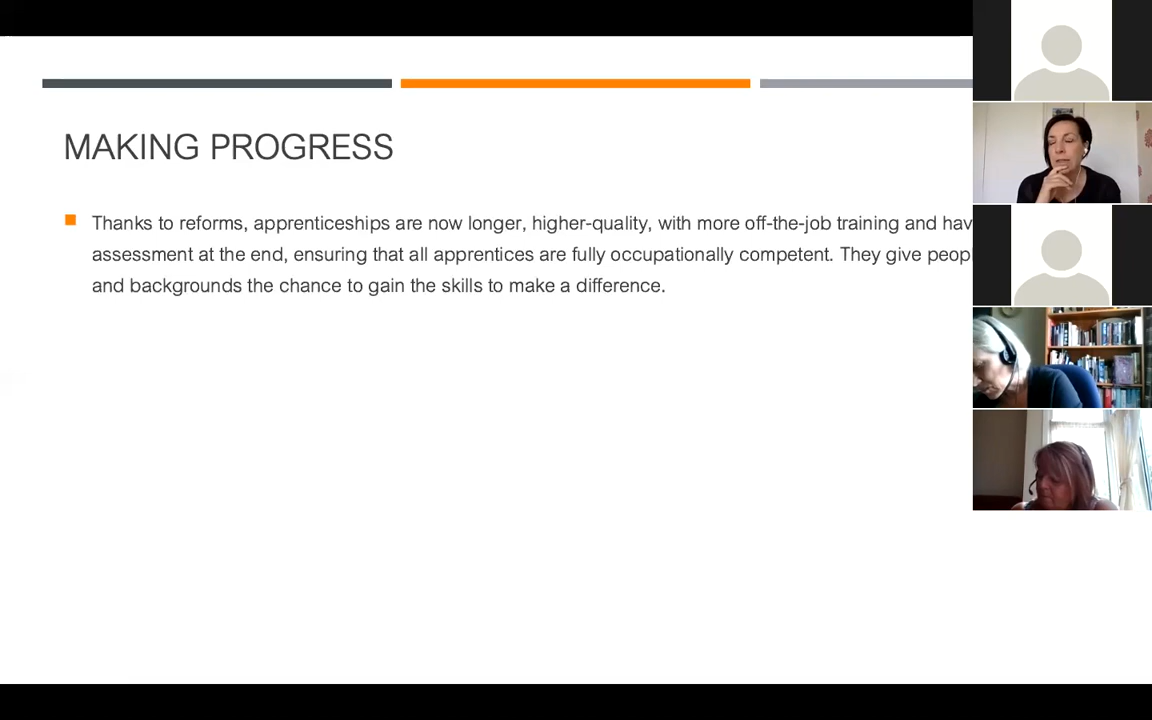 MAKING PROGRESS
Thanks to reforms, apprenticeships are now longer, higher-quality, with more off-the-job training and hav
assessment at the end, ensuring that all apprentices are fully occupationally competent. They give peopl
and backgrounds the chance to gain the skills to make a difference.